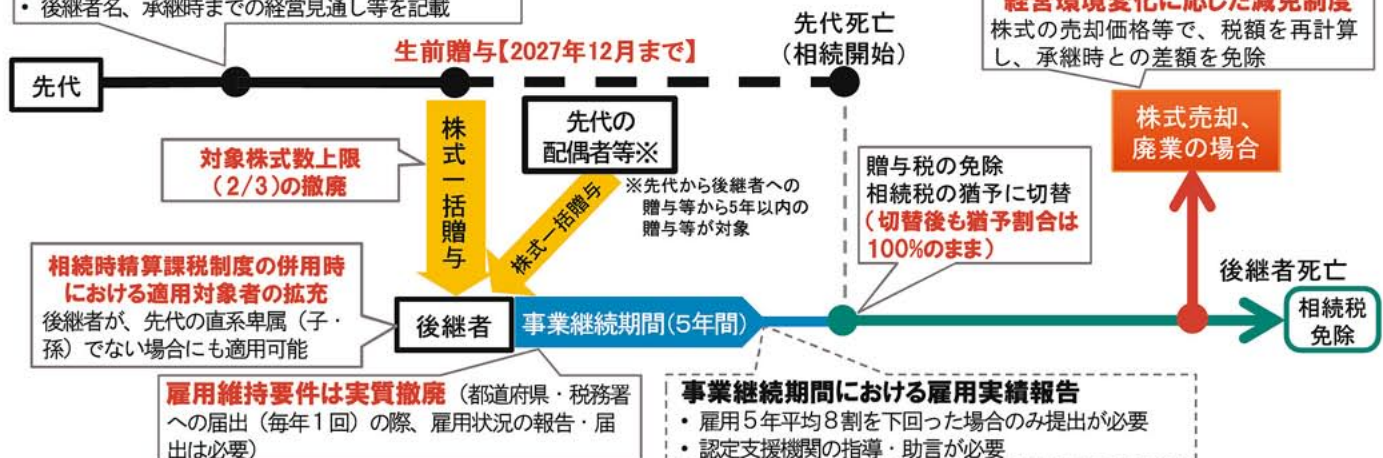 • 後継者名、承継時までの経営見通し等を記載
経営環境変化に応じた減免制度
株式の売却価格等で、税額を再計算
し、承継時との差額を免除
先代死亡
（相続開始）
生前贈与【2027年12月まで】
先代
株式一括贈与
先代の
配偶者等※
株式一括贈与
※先代から後継者への
贈与等から5年以内の
贈与等が対象
対象株式数上限
（2/3）の撤廃
株式売却、
廃業の場合
贈与税の免除
相続税の猶予に切替
（切替後も猶予割合は
100%のまま）
相続時精算課税制度の併用時
における適用対象者の拡充
後継者が、先代の直系卑属（子・
孫）でない場合にも適用可能
後継者
事業継続期間（5年間）
後継者死亡
相続税
免除
雇用維持要件は実質撤廃（都道府県・税務署
への届出（毎年１回）の際、雇用状況の報告・届
出は必要）
事業継続期間における雇用実績報告
• 雇用５年平均８割を下回った場合のみ提出が必要
• 認定支援機関の指導・助言が必要